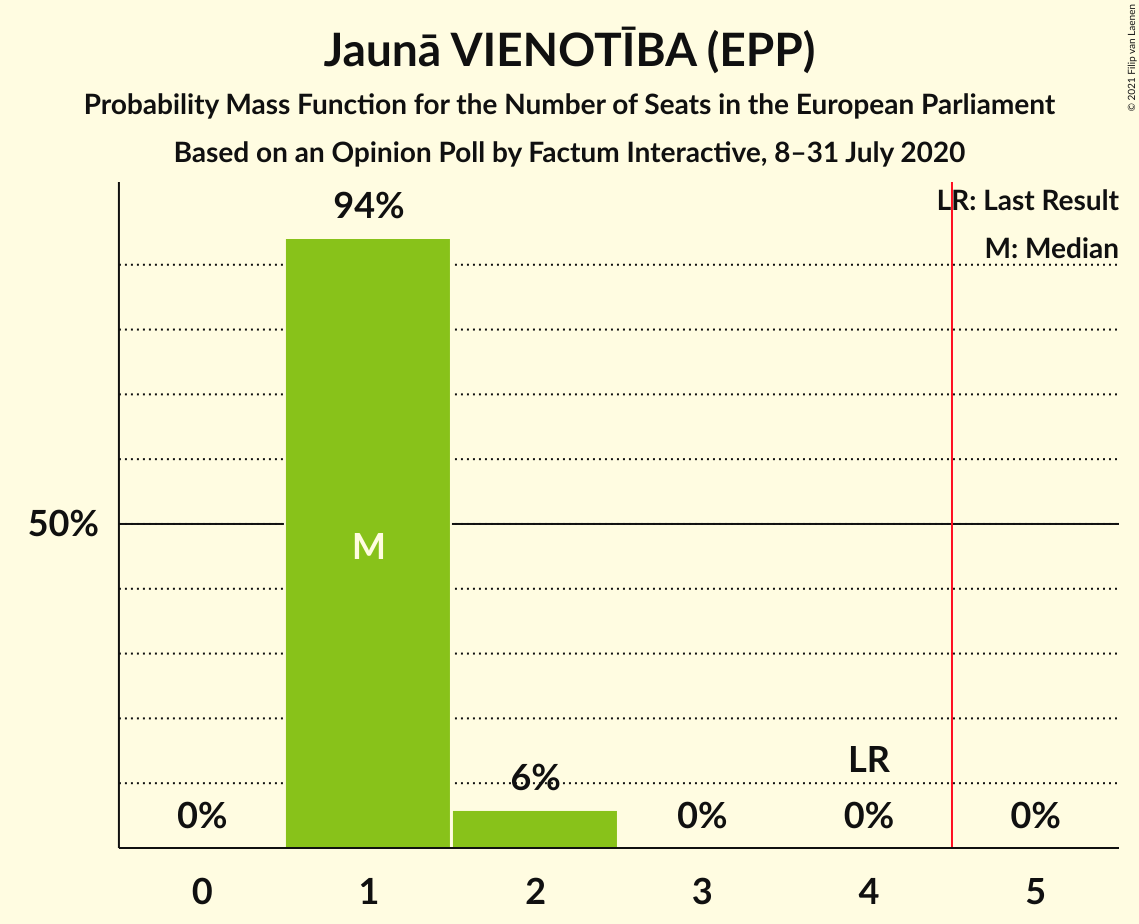 Jaunā VIENOTĪBA (EPP)
Probability Mass Function for the Number of Seats in the European Parliament
Based on an Opinion Poll by Factum Interactive, 8–31 July 2020
© 2021 Filip van Laenen
94%
LR: Last Result
M: Median
50%
M
LR
6%
0% 0% 0% 0%
0 1 2 3 4 5